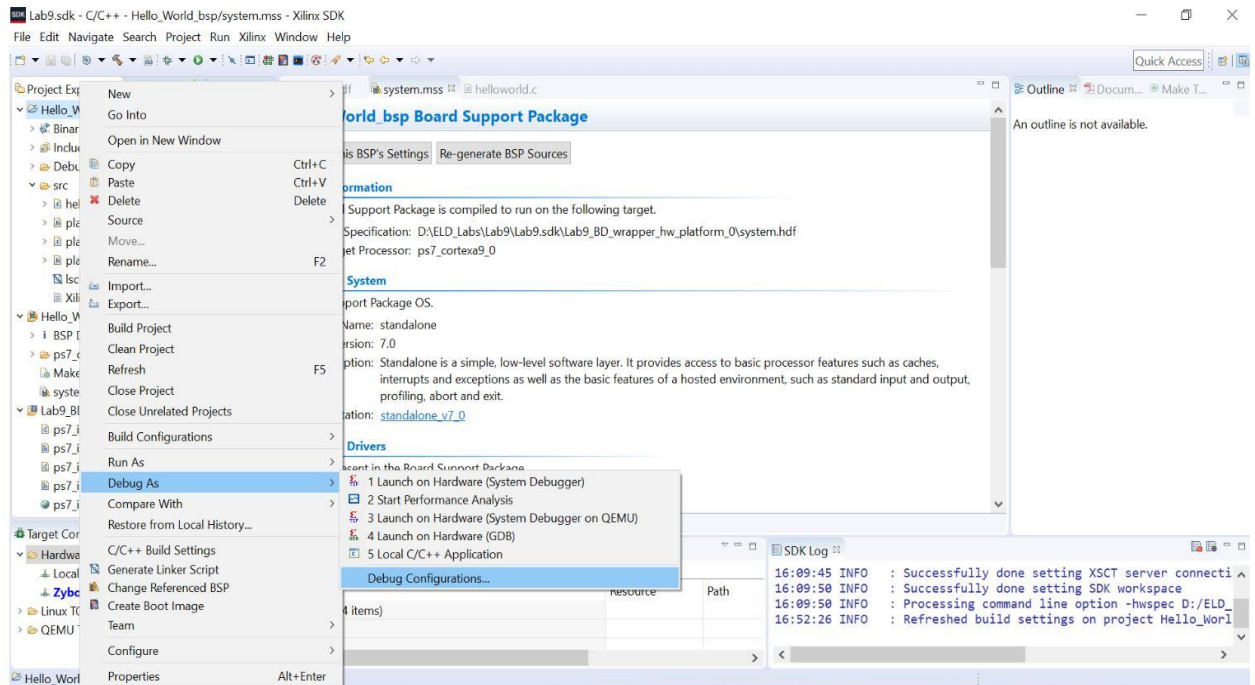 Lab9.sdk - C/C++ - Hello_World_bsp/system.mss - Xilinx SDK
File Edit Navigate Search Project Run Xilinx Window Help
Quick Access
Project Exp
Hello_W
Binar
Inclu
Debu
src
hel
pla
pla
pla
lsc
Xili
Hello_W
BSP D
ps7_c
Make
syste
Lab9_BD
ps7_i
ps7_i
ps7_i
ps7_i
ps7_i
Target Cor
Hardwa
Local
Zybo
Linux TC
QEMU
Hello_Worl
New
Go Into
Open in New Window
Copy Ctrl+C
Paste Ctrl+V
Delete Delete
Source
Move...
Rename... F2
Import...
Export...
Build Project
Clean Project
Refresh F5
Close Project
Close Unrelated Projects
Build Configurations
Run As
Debug As
Compare With
Restore from Local History...
C/C++ Build Settings
Generate Linker Script
Change Referenced BSP
Create Boot Image
Team
Configure
Properties Alt+Enter
1 Launch on Hardware (System Debugger)
2 Start Performance Analysis
3 Launch on Hardware (System Debugger on QEMU)
4 Launch on Hardware (GDB)
5 Local C/C++ Application
Debug Configurations...
df system.mss helloworld.c
World_bsp Board Support Package
his BSP's Settings Re-generate BSP Sources
ormation
d Support Package is compiled to run on the following target.
Specification: D:\ELD_Labs\Lab9\Lab9.sdk\Lab9_BD_wrapper_hw_platform_0\system.hdf
get Processor: ps7_cortexa9_0
System
pport Package OS.
Name: standalone
ersion: 7.0
ption: Standalone is a simple, low-level software layer. It provides access to basic processor features such as caches,
interrupts and exceptions as well as the basic features of a hosted environment, such as standard input and output,
profiling, abort and exit.
tation: standalone_v7_0
Drivers
esent in the Board Support Package
Resource Path
4 items)
Outline Docum... Make T...
An outline is not available.
SDK Log
16:09:45 INFO : Successfully done setting XSCT server connecti
16:09:50 INFO : Successfully done setting SDK workspace
16:09:50 INFO : Processing command line option -hwspec D:/ELD_
16:52:26 INFO : Refreshed build settings on project Hello_Worl